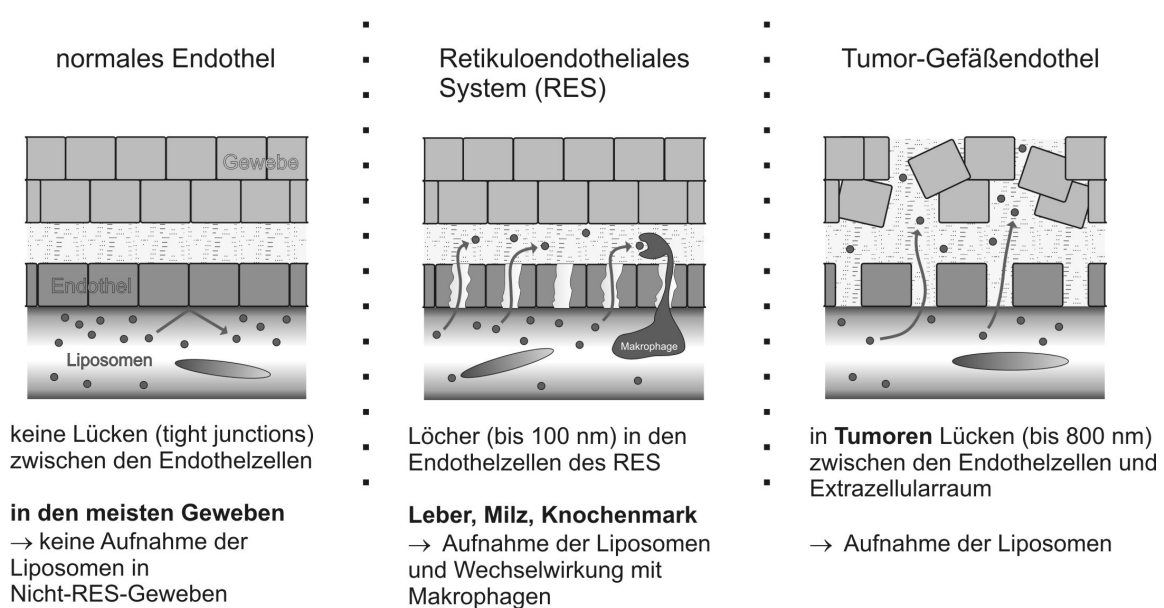 normales Endothel
Gewebe
Endothel
Liposomen
keine Lücken (tight junctions)
zwischen den Endothelzellen
in den meisten Geweben
→ keine Aufnahme der
Liposomen in
Nicht-RES-Geweben
Retikuloendotheliales
System (RES)
Makrophage
Löcher (bis 100 nm) in den
Endothelzellen des RES
Leber, Milz, Knochenmark
→ Aufnahme der Liposomen
und Wechselwirkung mit
Makrophagen
Tumor-Gefäßendothel
in Tumoren Lücken (bis 800 nm)
zwischen den Endothelzellen und
Extrazellularraum
→ Aufnahme der Liposomen